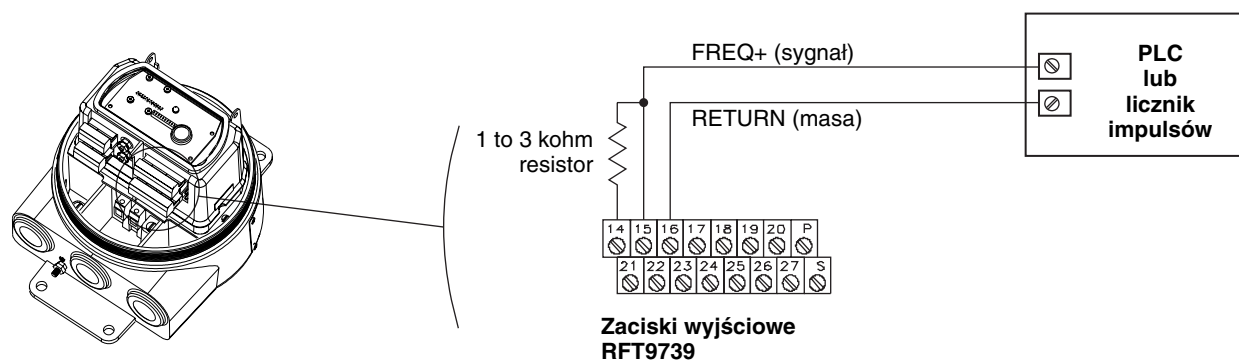 FREQ+ (sygnał)
RETURN (masa)
PLC
lub
licznik
impulsów
1 to 3 kohm
resistor
14 15 16 17 18 19 20 P
21 22 23 24 25 26 27 S
Zaciski wyjściowe
RFT9739